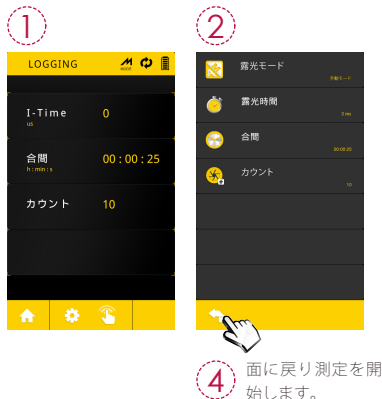 1
2
LOGGING
MODE
I-Time 0
us
合間 00 : 00 : 25
h : min : s
カウント 10
露光モード
手動モード
露光時間
0 ms
合間
00:00:25
カウント
10
4
面に戻り測定を開
始します。